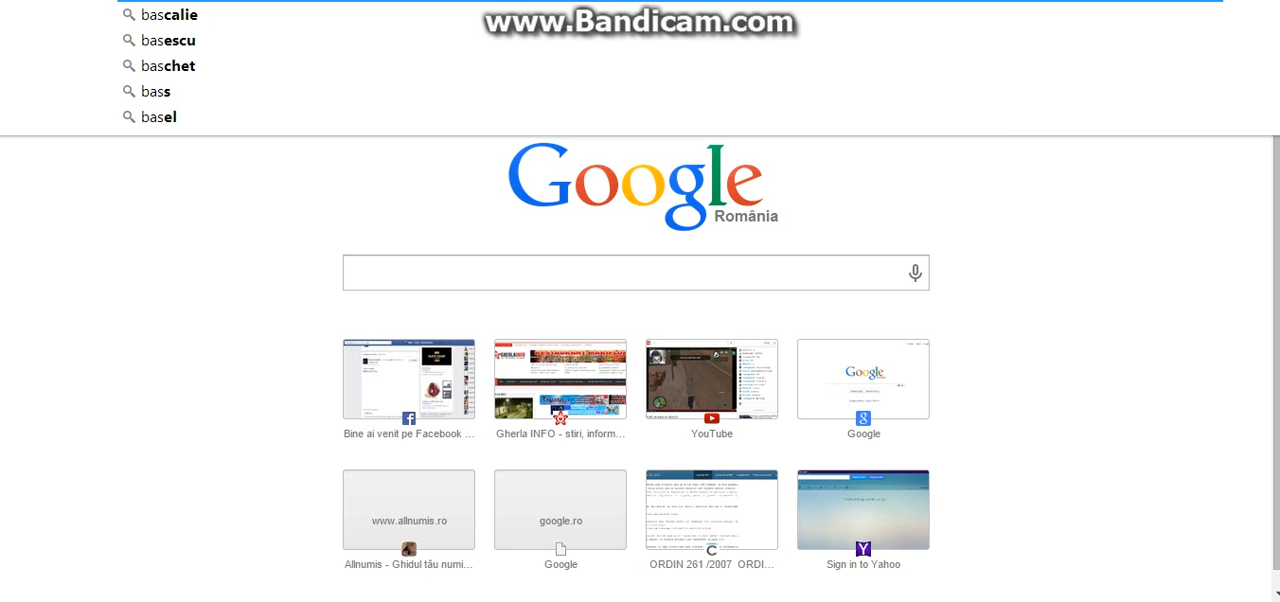 bascalie
www.Bandicam.com
basescu
baschet
bass
basel
Google
România
Bine ai venit pe Facebook ...
Gherla INFO - stiri, inform...
YouTube
Google
www.allnumis.ro
google.ro
Allnumis - Ghidul tău numi...
Google
ORDIN 261 /2007 ORDI...
Sign in to Yahoo